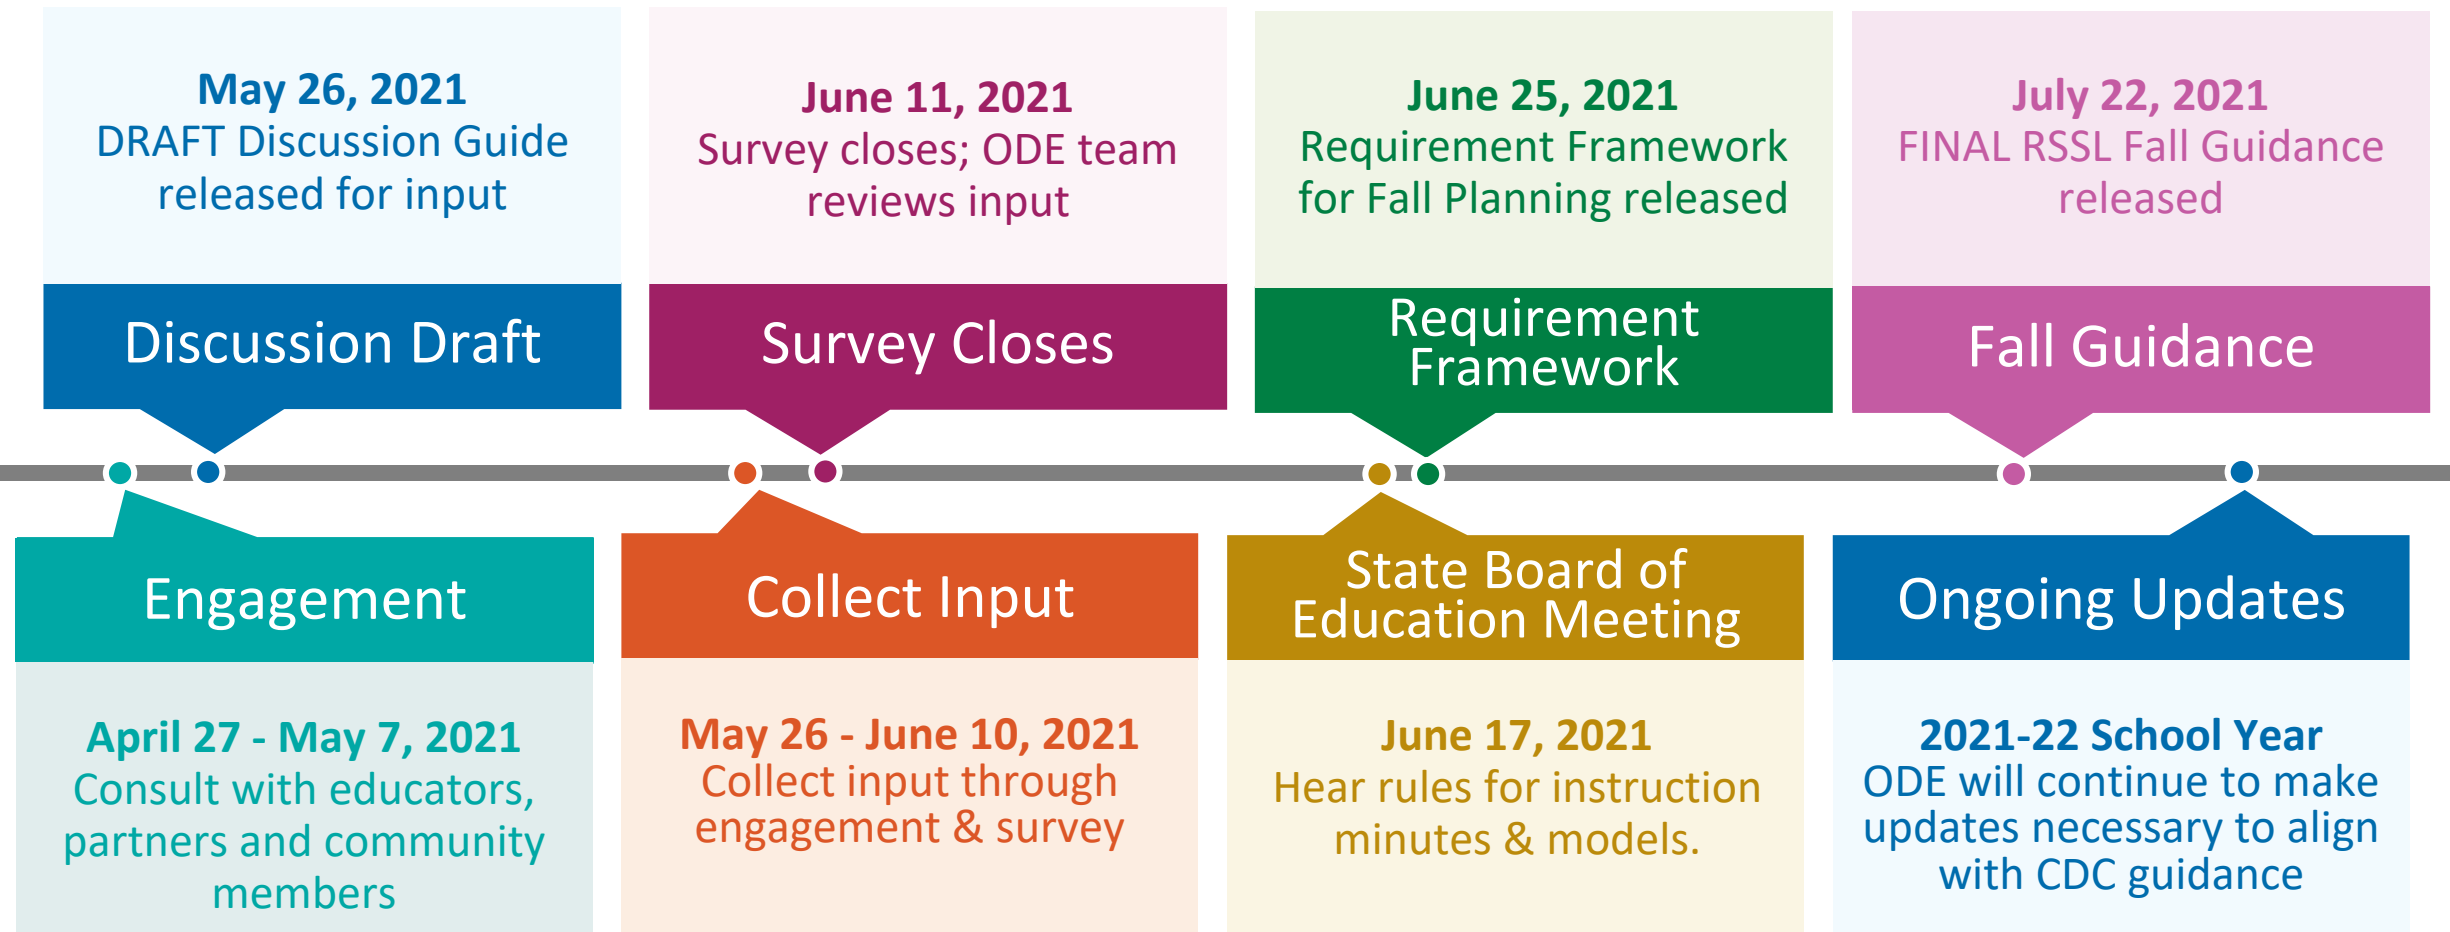 May 26, 2021
DRAFT Discussion Guide
released for input
Discussion Draft
June 11, 2021
Survey closes; ODE team
reviews input
Survey Closes
June 25, 2021
Requirement Framework
for Fall Planning released
Requirement
Framework
July 22, 2021
FINAL RSSL Fall Guidance
released
Fall Guidance
Engagement
April 27 - May 7, 2021
Consult with educators,
partners and community
members
Collect Input
May 26 - June 10, 2021
Collect input through
engagement & survey
State Board of
Education Meeting
June 17, 2021
Hear rules for instruction
minutes & models.
Ongoing Updates
2021-22 School Year
ODE will continue to make
updates necessary to align
with CDC guidance